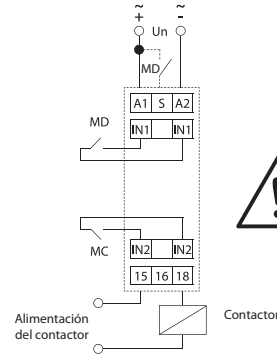 ~ ~
+ -
Un
MD
A1 S A2
MD
IN1 IN1
MC
IN2 IN2
15 16 18
Alimentación
del contactor
Contactor
!